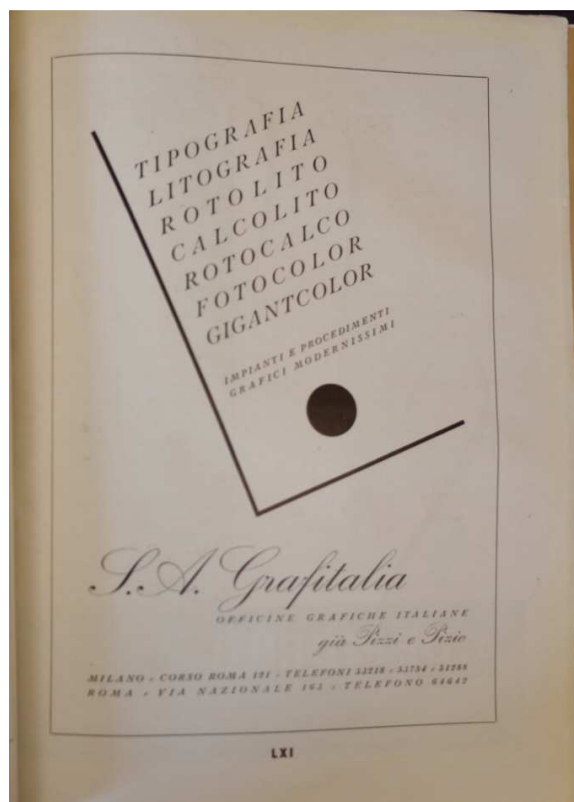 TIPOGRAFIA
LITOGRAFIA
ROTOLITO
CALCOLITO
ROTOCALCO
FOTOCOLOR
GIGANTCOLOR
IMPIANTI E PROCEDIMENTI
GRAFICI MODERNISSIMI
S.A. Grafitalia
OFFICINE GRAFICHE ITALIANE
già Pizzi e Pizio
MILANO - CORSO ROMA 121 - TELEFONI 53218 - 53754 - 51288
ROMA - VIA NAZIONALE 165 - TELEFONO 64642
LXI